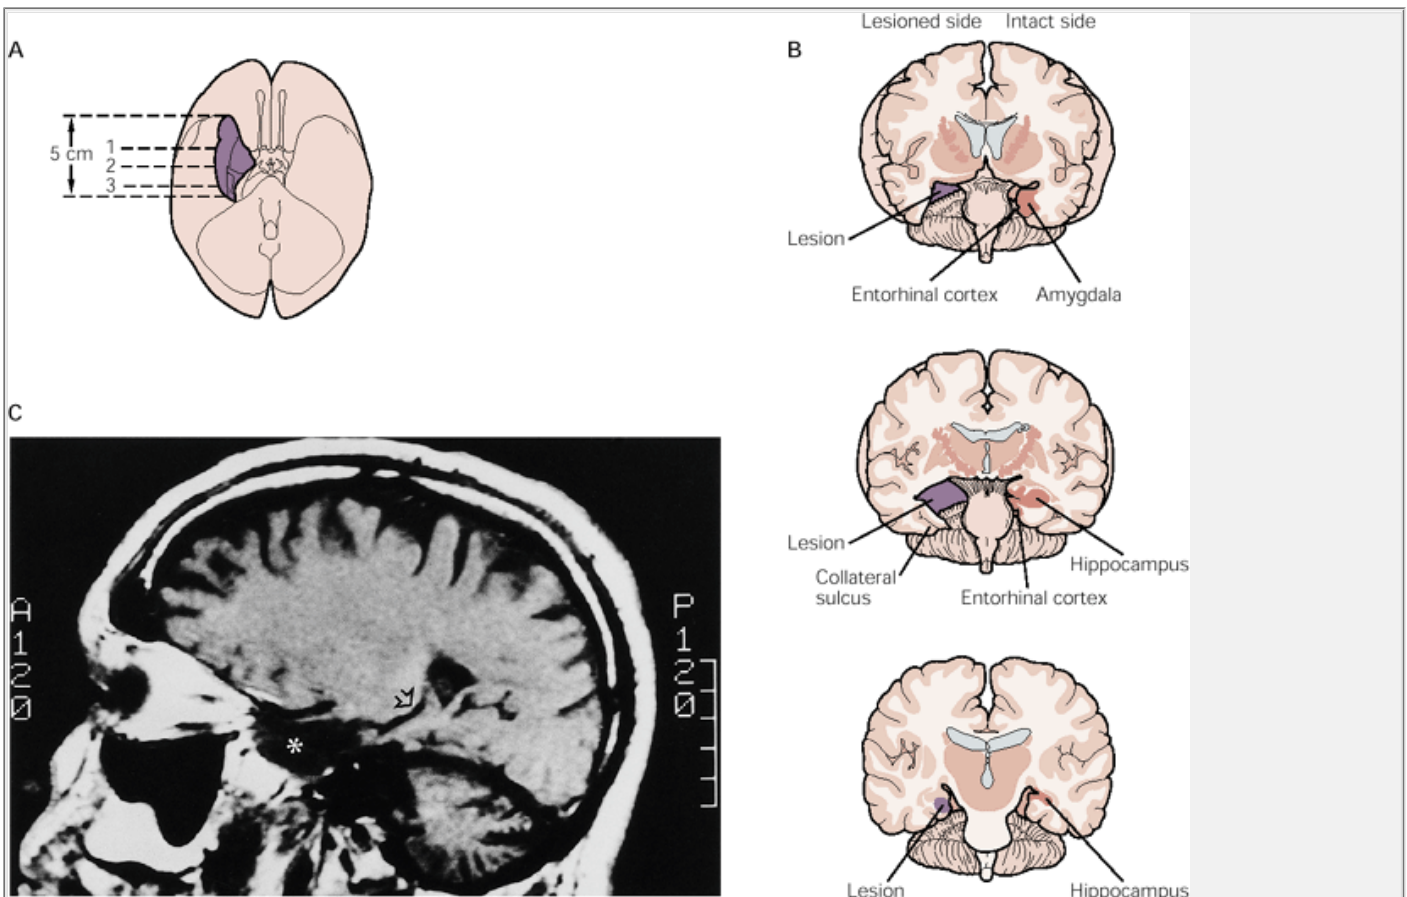 A
5 cm
1
2
3
B
Lesioned side Intact side
Lesion
Entorhinal cortex Amygdala
Lesion
Collateral
sulcus
Entorhinal cortex
Hippocampus
Lesion
Hippocampus
C
A
1
2
0
*
P
1
2
0